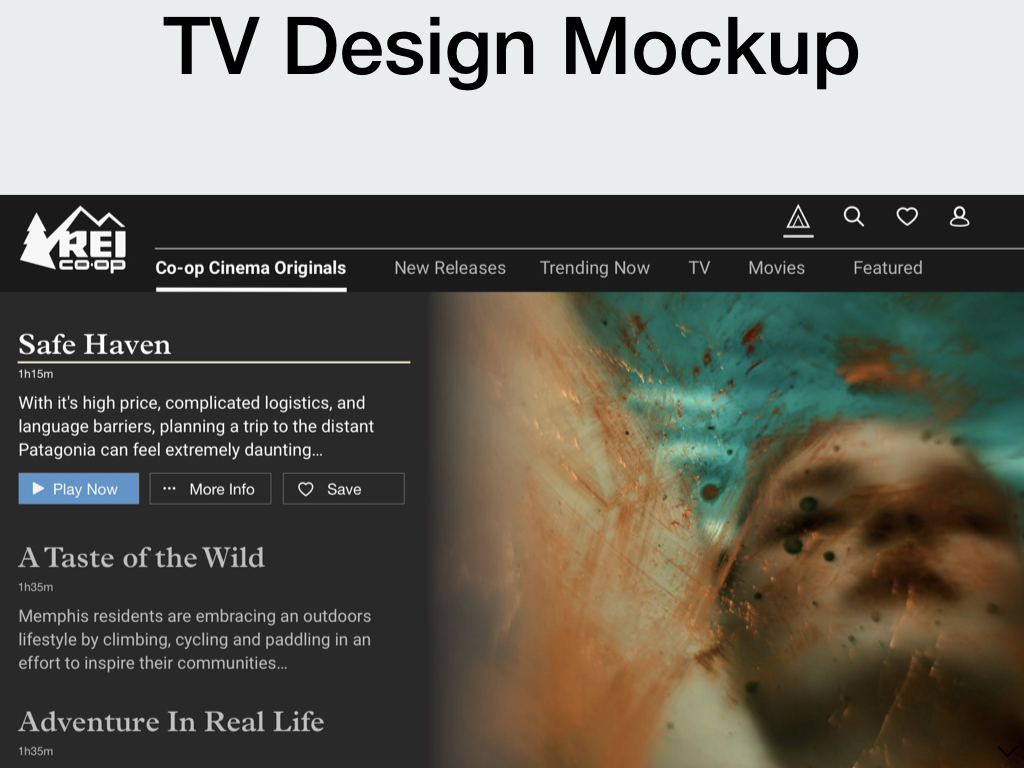 TV Design Mockup
REI
CO·OP
Co-op Cinema Originals
New Releases
Trending Now
TV
Movies
Featured
Safe Haven
1h15m
With it's high price, complicated logistics, and
language barriers, planning a trip to the distant
Patagonia can feel extremely daunting...
Play Now
More Info
Save
A Taste of the Wild
1h35m
Memphis residents are embracing an outdoors
lifestyle by climbing, cycling and paddling in an
effort to inspire their communities...
Adventure In Real Life
1h35m